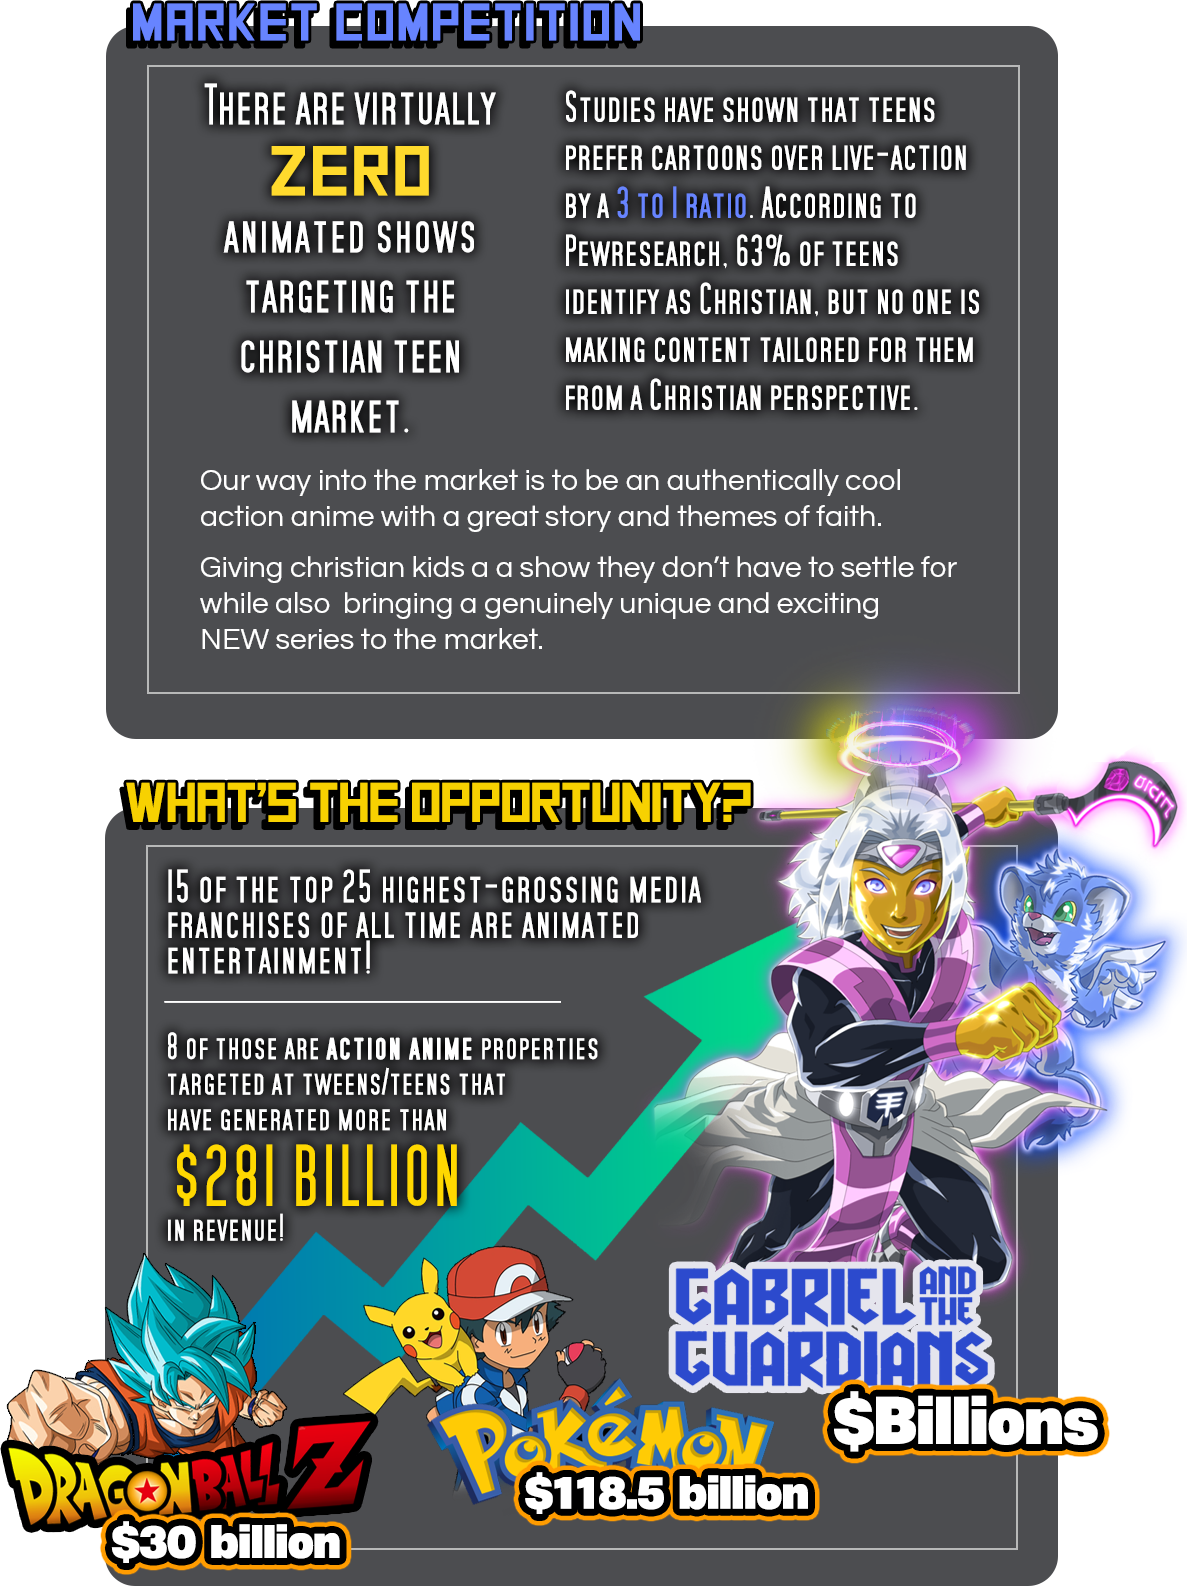 MARKET COMPETITION
THERE ARE VIRTUALLY
ZERO
ANIMATED SHOWS
TARGETING THE
CHRISTIAN TEEN
MARKET.
STUDIES HAVE SHOWN THAT TEENS
PREFER CARTOONS OVER LIVE-ACTION
BY A 3 TO 1 RATIO. ACCORDING TO
PEWRESEARCH, 63% OF TEENS
IDENTIFY AS CHRISTIAN, BUT NO ONE IS
MAKING CONTENT TAILORED FOR THEM
FROM A CHRISTIAN PERSPECTIVE.
Our way into the market is to be an authentically cool
action anime with a great story and themes of faith.
Giving christian kids a a show they don't have to settle for
while also bringing a genuinely unique and exciting
NEW series to the market.
WHAT'S THE OPPORTUNITY?
15 OF THE TOP 25 HIGHEST-GROSSING MEDIA
FRANCHISES OF ALL TIME ARE ANIMATED
ENTERTAINMENT!
8 OF THOSE ARE ACTION ANIME PROPERTIES
TARGETED AT TWEENS/TEENS THAT
HAVE GENERATED MORE THAN
$281 BILLION
IN REVENUE!
DRAGON BALL Z
$30 billion
POKéMON
$118.5 billion
GABRIEL AND THE
GUARDIANS
$Billions